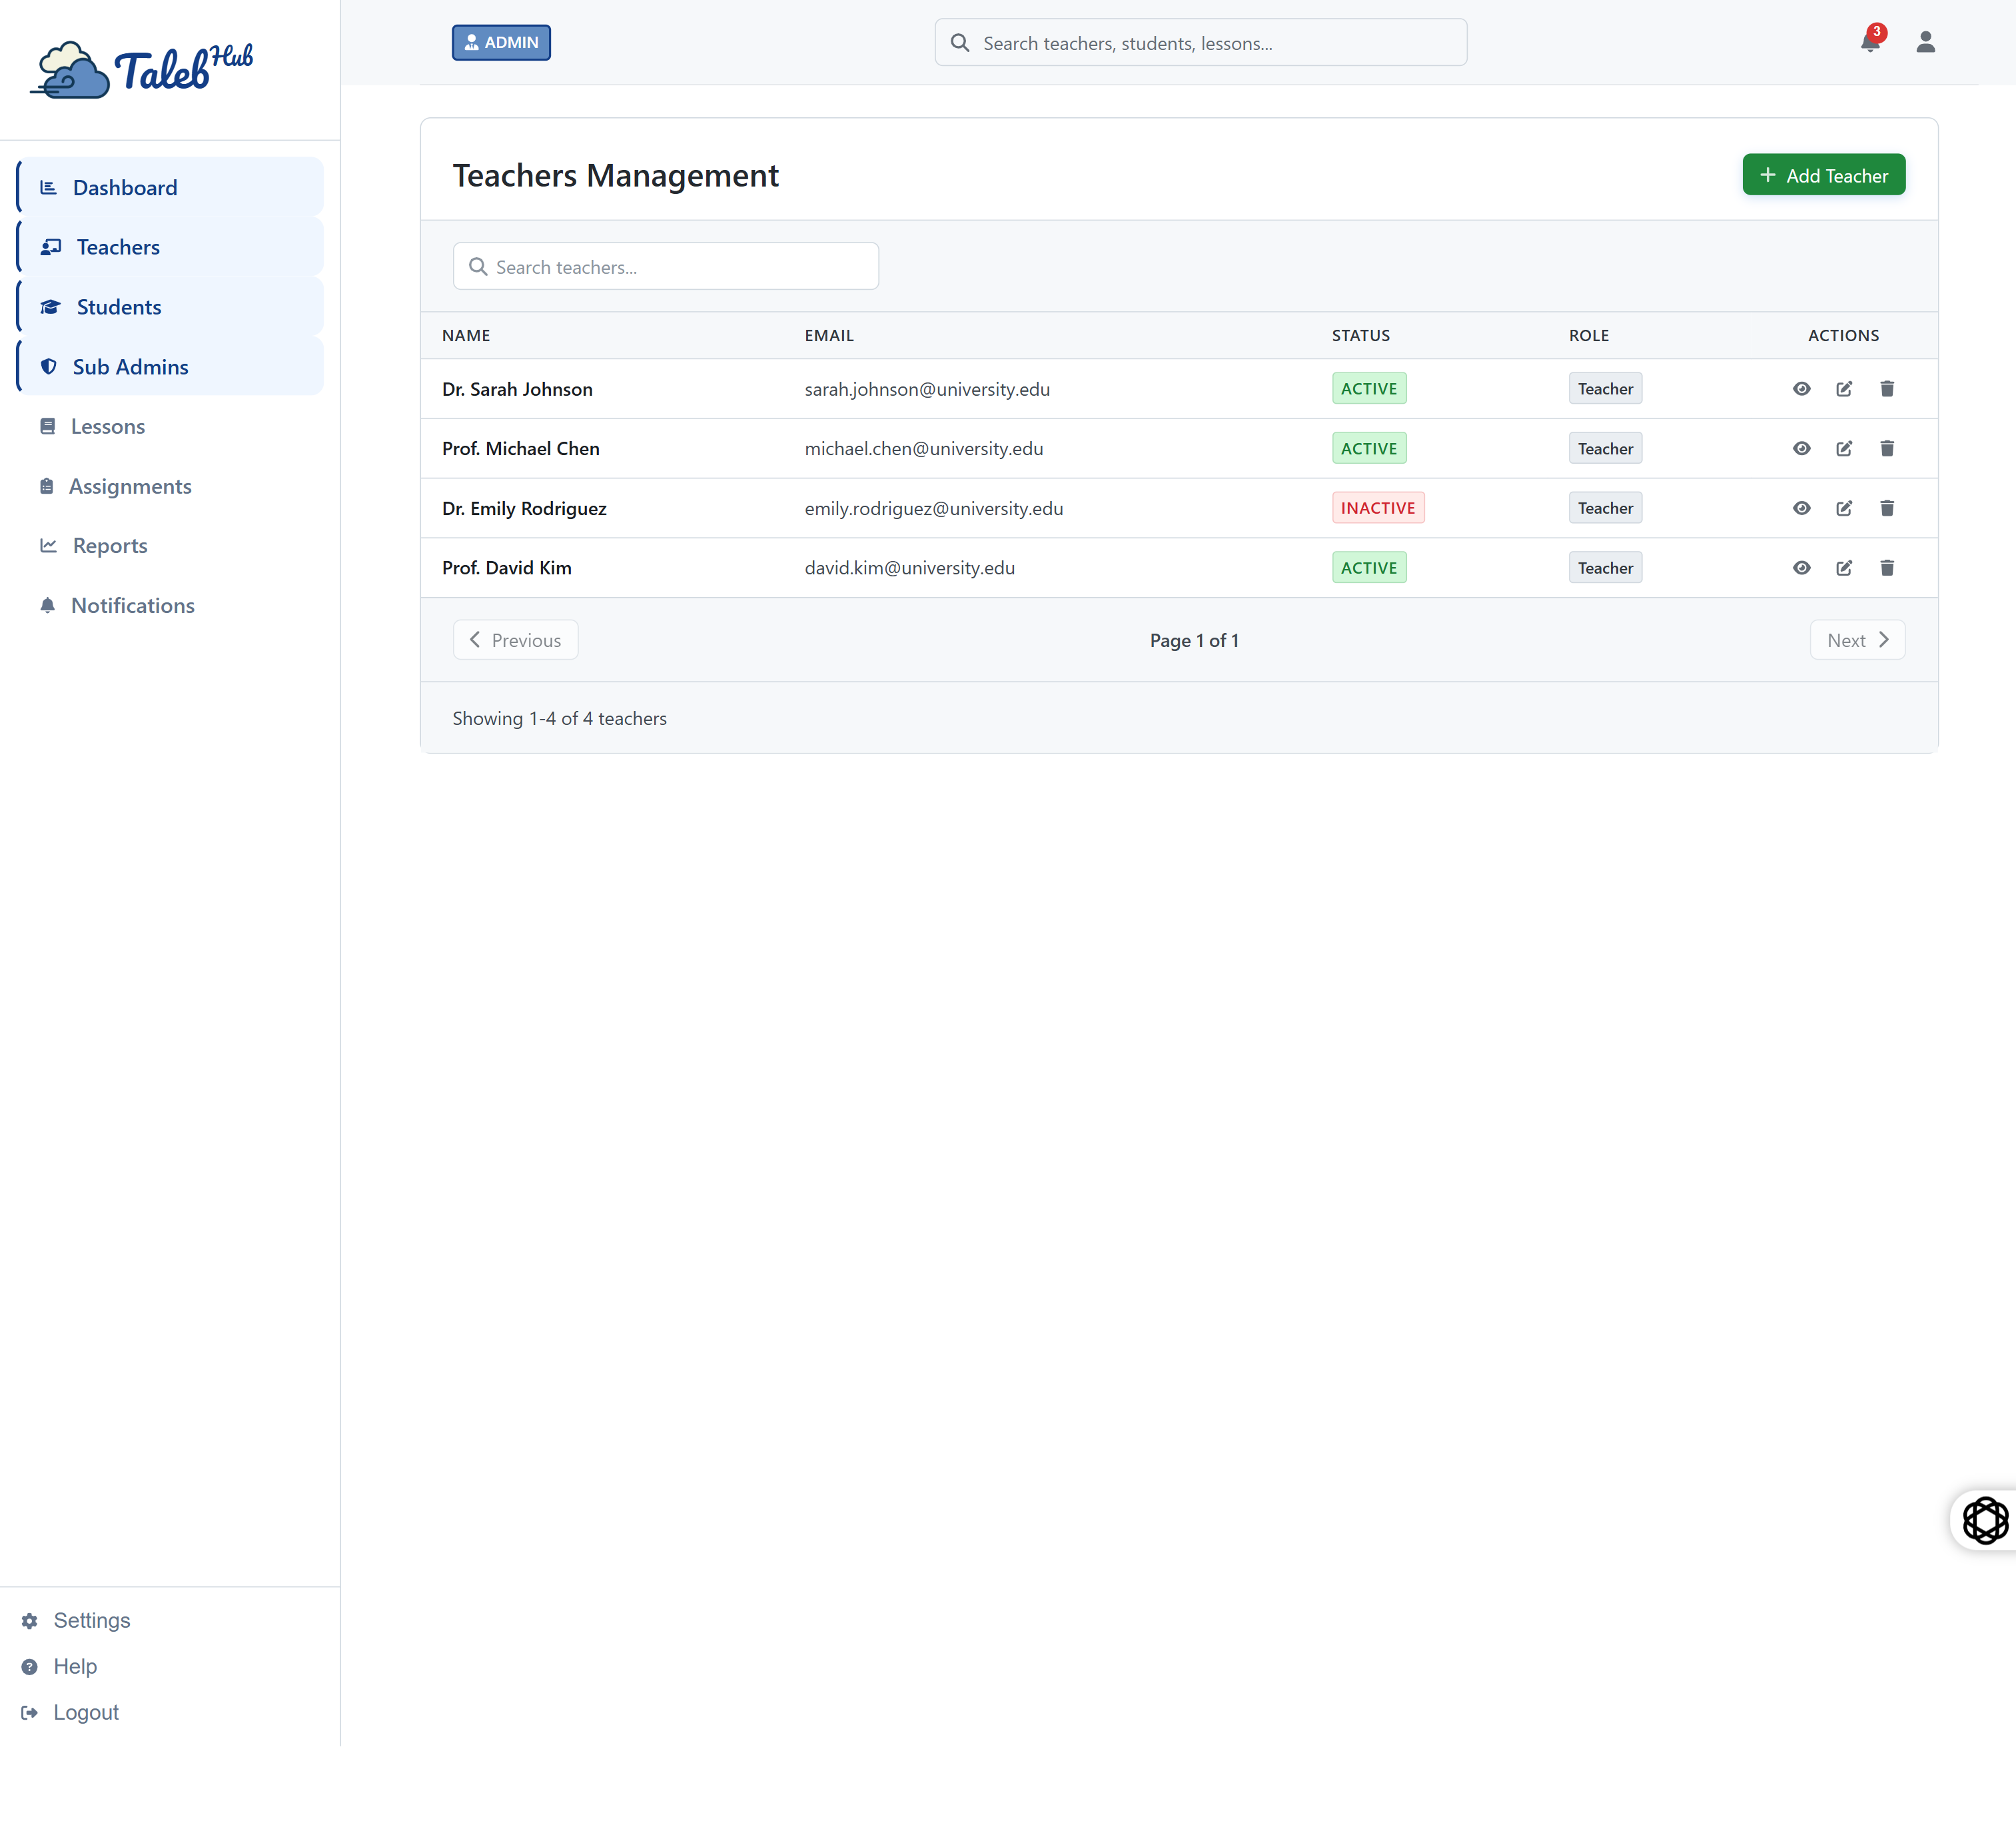 Taleb Hub
ADMIN
Search teachers, students, lessons...
3
Dashboard
Teachers
Students
Sub Admins
Lessons
Assignments
Reports
Notifications
Teachers Management
Add Teacher
Search teachers...
NAME EMAIL STATUS ROLE ACTIONS
Dr. Sarah Johnson sarah.johnson@university.edu ACTIVE Teacher
Prof. Michael Chen michael.chen@university.edu ACTIVE Teacher
Dr. Emily Rodriguez emily.rodriguez@university.edu INACTIVE Teacher
Prof. David Kim david.kim@university.edu ACTIVE Teacher
Previous Page 1 of 1 Next
Showing 1-4 of 4 teachers
Settings
Help
Logout